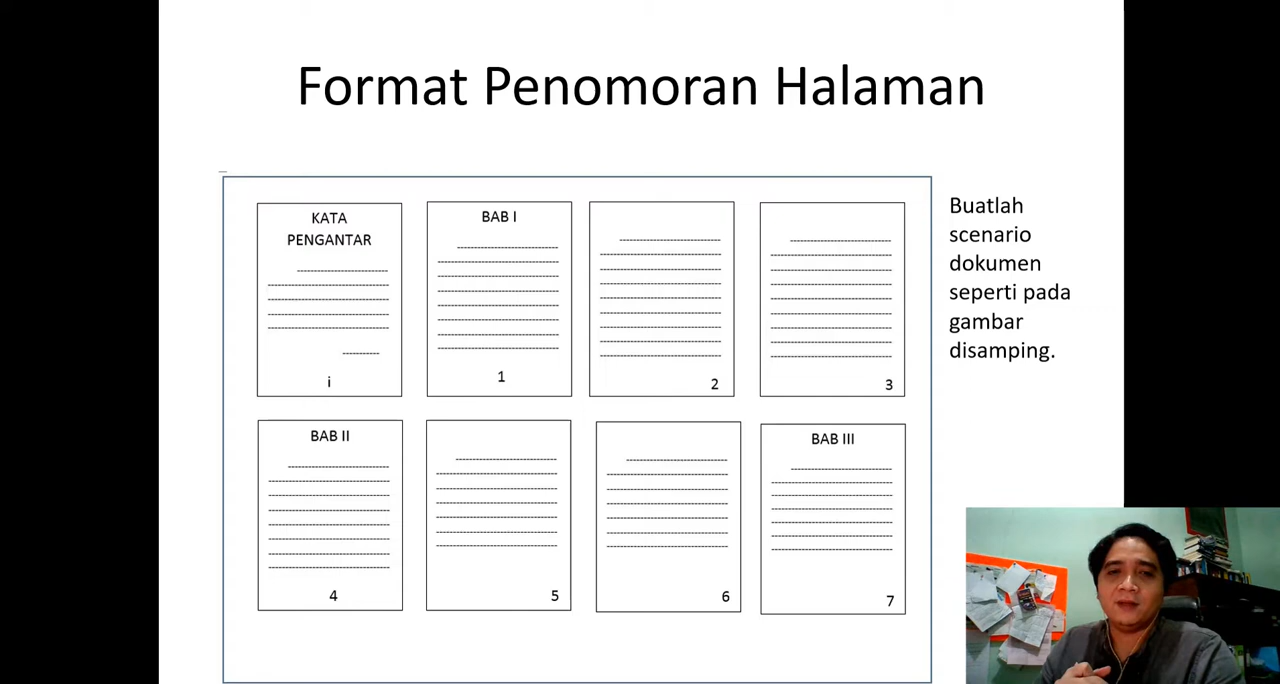 Format Penomoran Halaman
KATA
PENGANTAR
i
BAB I
1
2
3
BAB II
4
5
6
BAB III
7
Buatlah
scenario
dokumen
seperti pada
gambar
disamping.